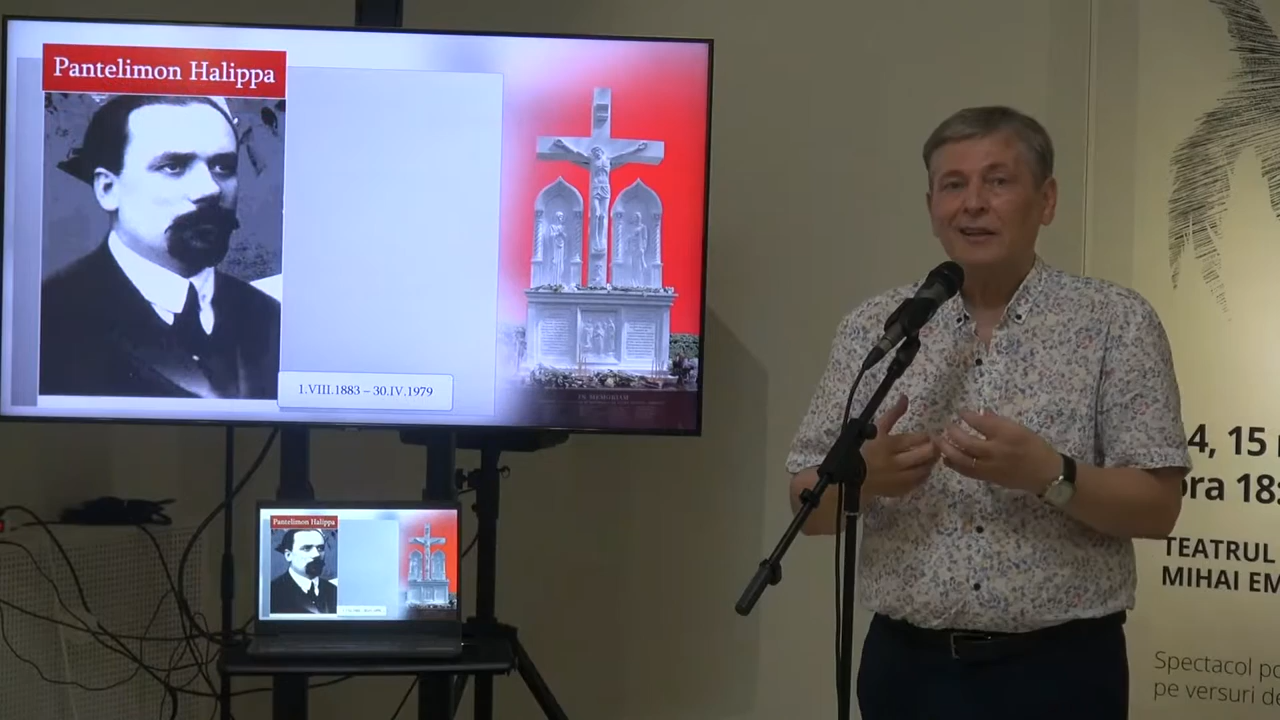 Pantelimon Halippa
1.VIII.1883 – 30.IV.1979
IN MEMORIAM
Pantelimon Halippa
4, 15
ora 18:
TEATRUL
MIHAI EM
Spectacol po
pe versuri de